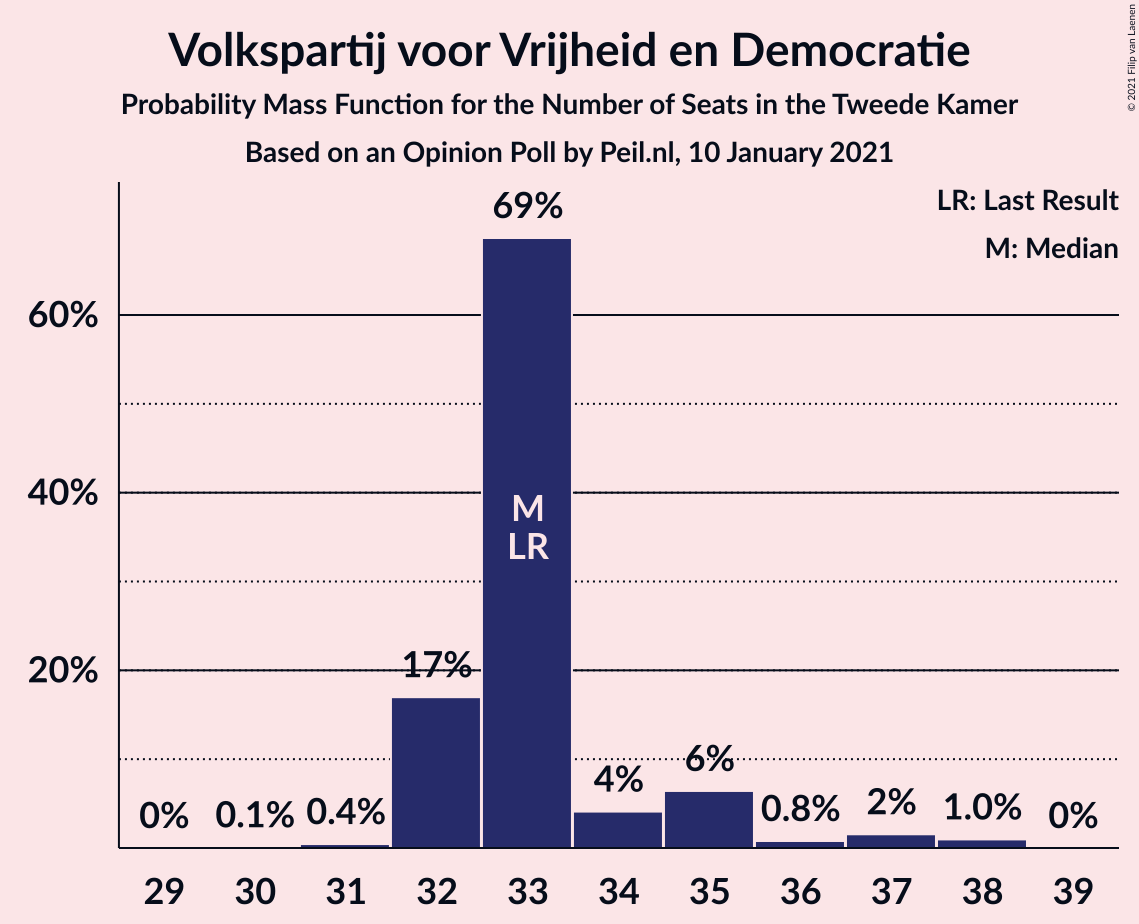 Volkspartij voor Vrijheid en Democratie
Probability Mass Function for the Number of Seats in the Tweede Kamer
Based on an Opinion Poll by Peil.nl, 10 January 2021
© 2021 Filip van Laenen
LR: Last Result
M: Median
60%
40%
20%
0%
0.1%
0.4%
17%
69%
M
LR
4%
6%
0.8%
2%
1.0%
0%
29 30 31 32 33 34 35 36 37 38 39